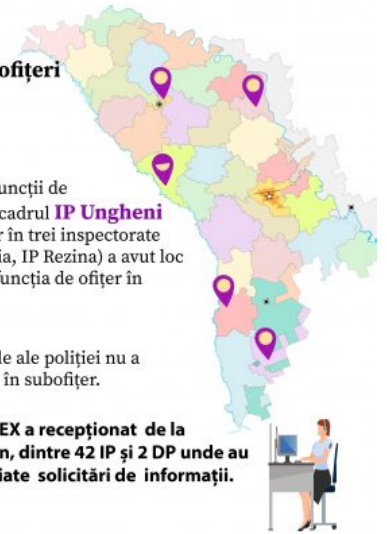 ofițeri
uncții de
cadrul IP Ungheni
r în trei inspectorate
ia, IP Rezina) a avut loc
uncția de ofițer în
le ale poliției nu a
în subofițer.
EX a recepționat de la
n, dintre 42 IP și 2 DP unde au
iate solicitări de informații.